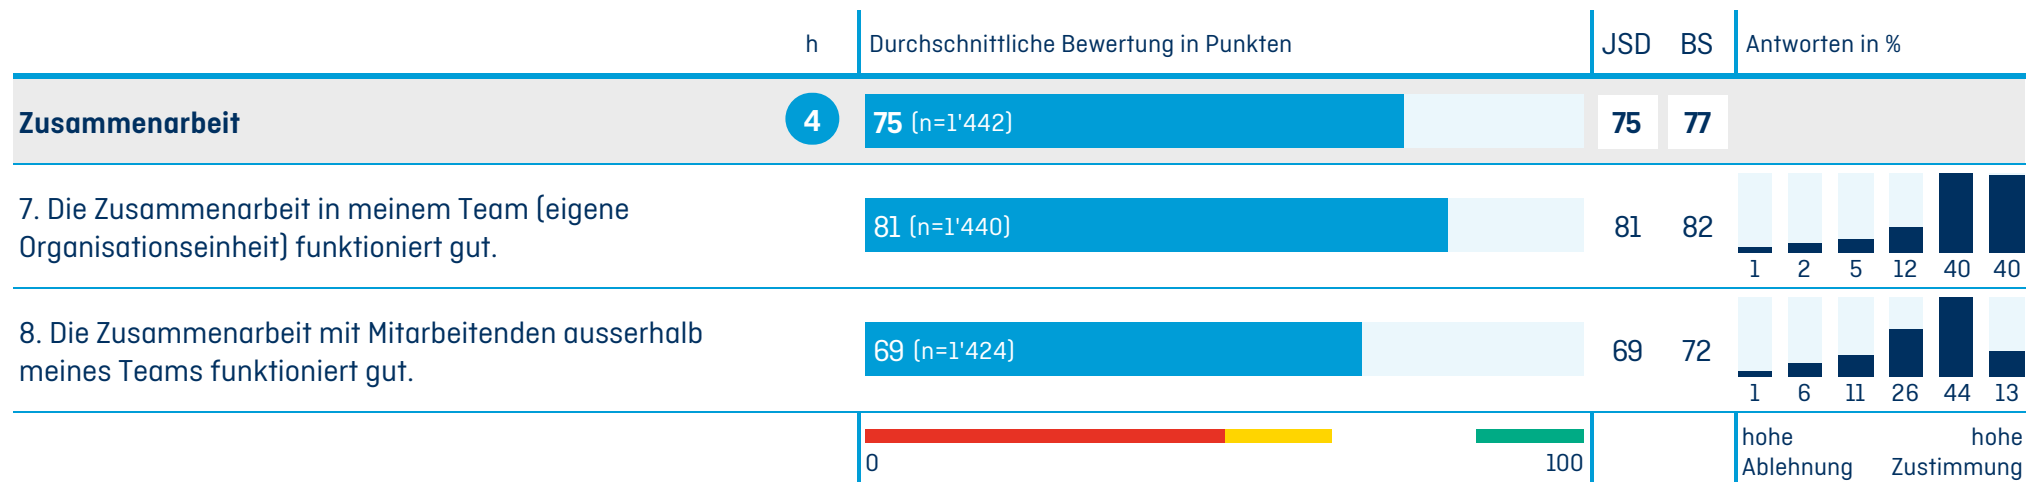 h Durchschnittliche Bewertung in Punkten JSD BS Antworten in %
Zusammenarbeit 4 75 (n=1'442) 75 77
7. Die Zusammenarbeit in meinem Team (eigene
Organisationseinheit) funktioniert gut.
81 (n=1'440) 81 82
1 2 5 12 40 40
8. Die Zusammenarbeit mit Mitarbeitenden ausserhalb
meines Teams funktioniert gut.
69 (n=1'424) 69 72
1 6 11 26 44 13
0 100
hohe
Ablehnung
hohe
Zustimmung